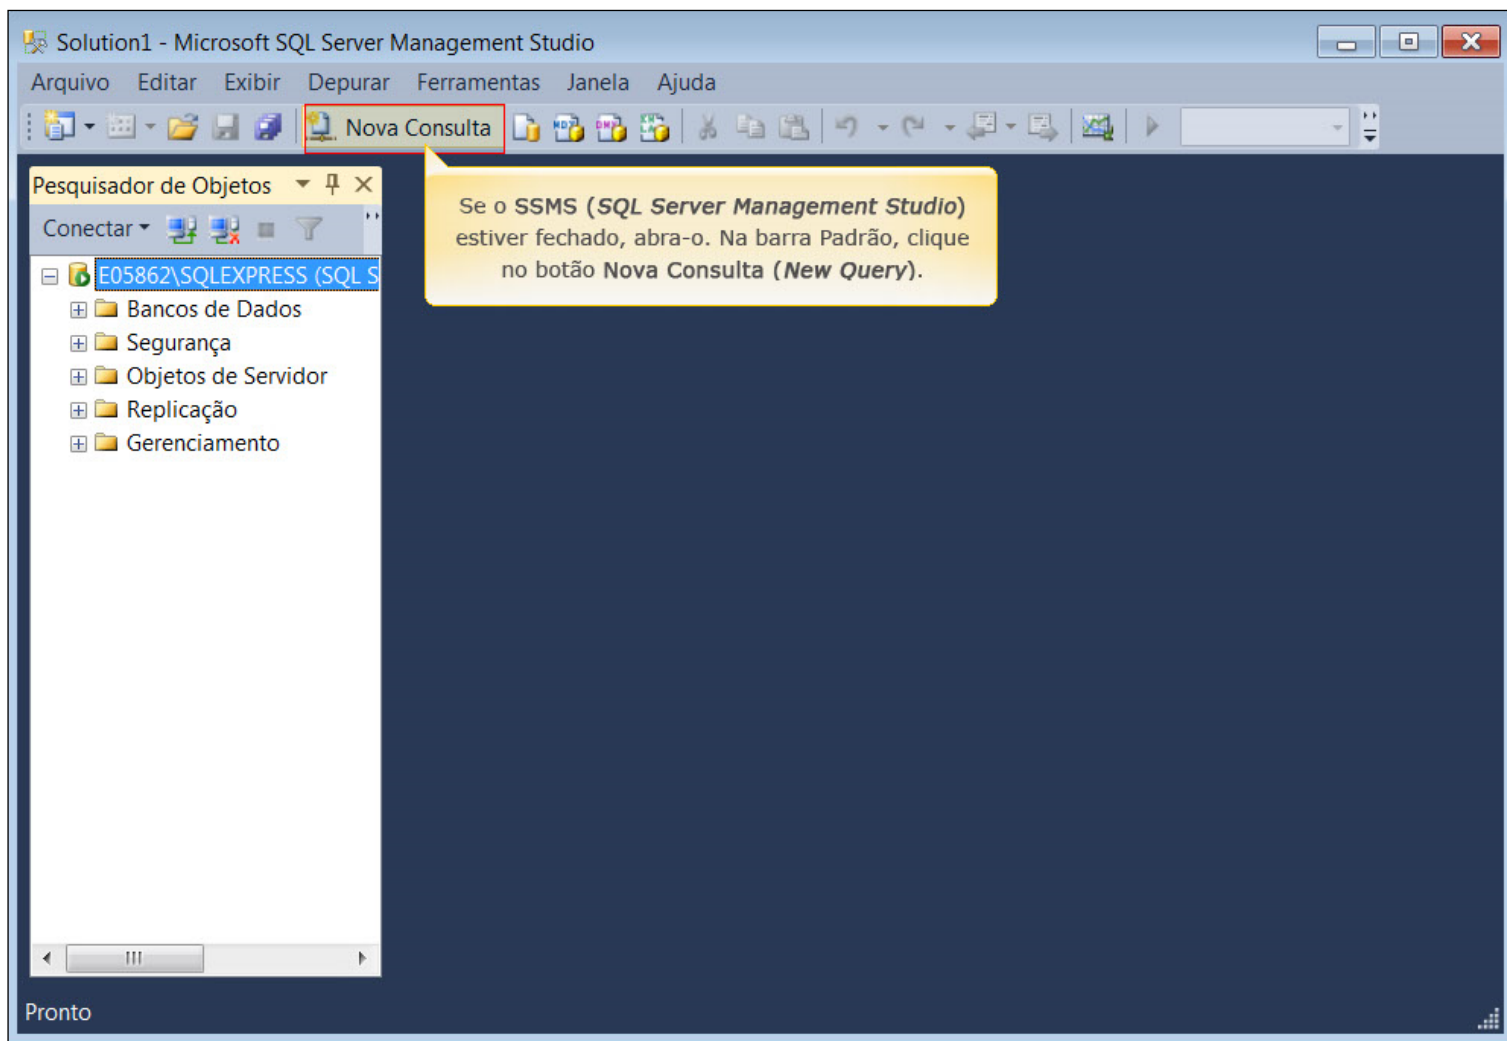 Solution1 - Microsoft SQL Server Management Studio
Arquivo Editar Exibir Depurar Ferramentas Janela Ajuda
Nova Consulta
Pesquisador de Objetos
Conectar
Se o SSMS (SQL Server Management Studio)
estiver fechado, abra-o. Na barra Padrão, clique
no botão Nova Consulta (New Query).
E05862\SQLEXPRESS (SQL S
Bancos de Dados
Segurança
Objetos de Servidor
Replicação
Gerenciamento
Pronto